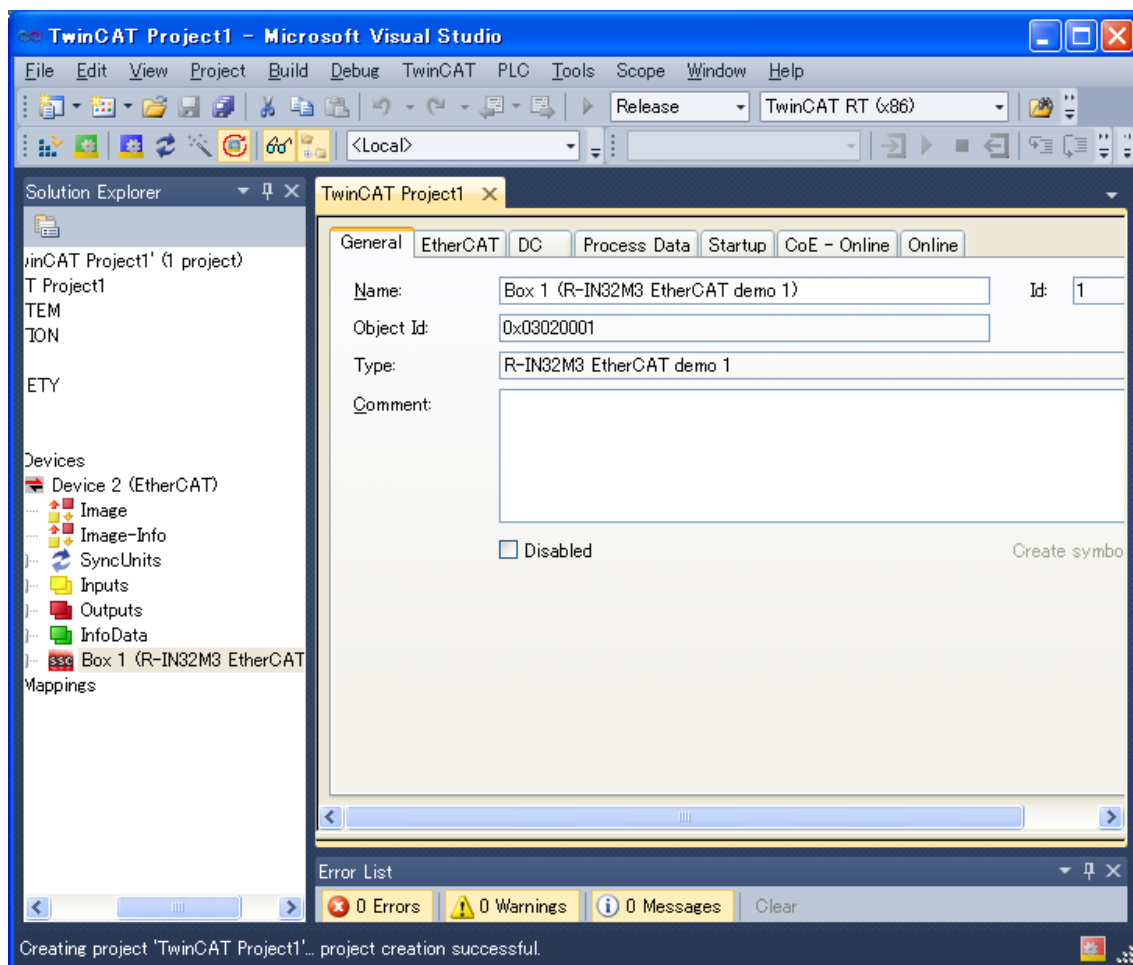 TwinCAT Project1 - Microsoft Visual Studio
File Edit View Project Build Debug TwinCAT PLC Tools Scope Window Help
Release TwinCAT RT (x86)
<Local>
Solution Explorer
TwinCAT Project1
General EtherCAT DC Process Data Startup CoE - Online Online
inCAT Project1' (1 project)
T Project1
TEM
ION
ETY
Devices
Device 2 (EtherCAT)
Image
Image-Info
SyncUnits
Inputs
Outputs
InfoData
SSC Box 1 (R-IN32M3 EtherCAT
Mappings
Name: Box 1 (R-IN32M3 EtherCAT demo 1) Id: 1
Object Id: 0x03020001
Type: R-IN32M3 EtherCAT demo 1
Comment:
Disabled Create symbo
Error List
0 Errors 0 Warnings 0 Messages Clear
Creating project 'TwinCAT Project1'... project creation successful.